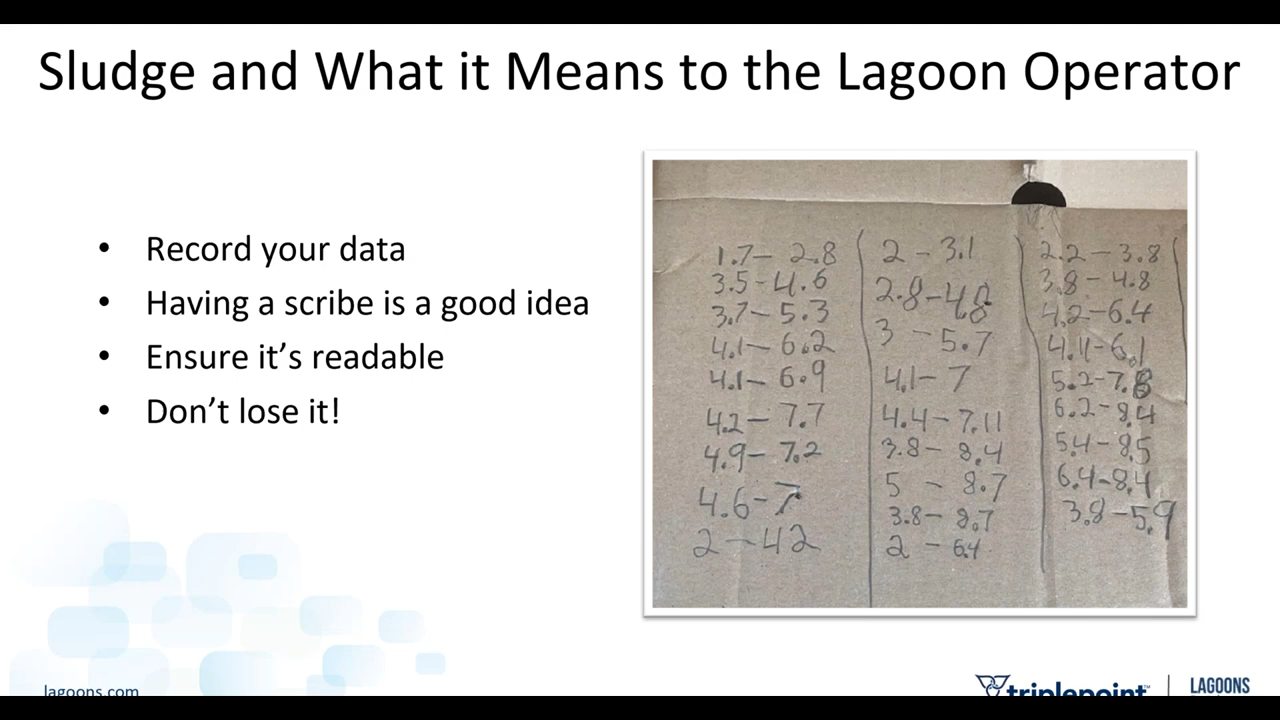 Sludge and What it Means to the Lagoon Operator
• Record your data
• Having a scribe is a good idea
• Ensure it's readable
• Don't lose it!
1.7 – 2.8
3.5 – 4.6
3.7 – 5.3
4.1 – 6.2
4.1 – 6.9
4.2 – 7.7
4.9 – 7.2
4.6 – 7
2 – 42
2 – 3.1
2.8 – 4.8
3 – 5.7
4.1 – 7
4.4 – 7.11
3.8 – 8.4
5 – 8.7
3.8 – 8.7
2 – 6.4
2.2 – 3.8
3.8 – 4.8
4.2 – 6.4
6.2 – 8.4
5.4 – 8.5
6.4 – 8.4
3.8 – 5.9
lagoons.com
triplepoint™
LAGOONS